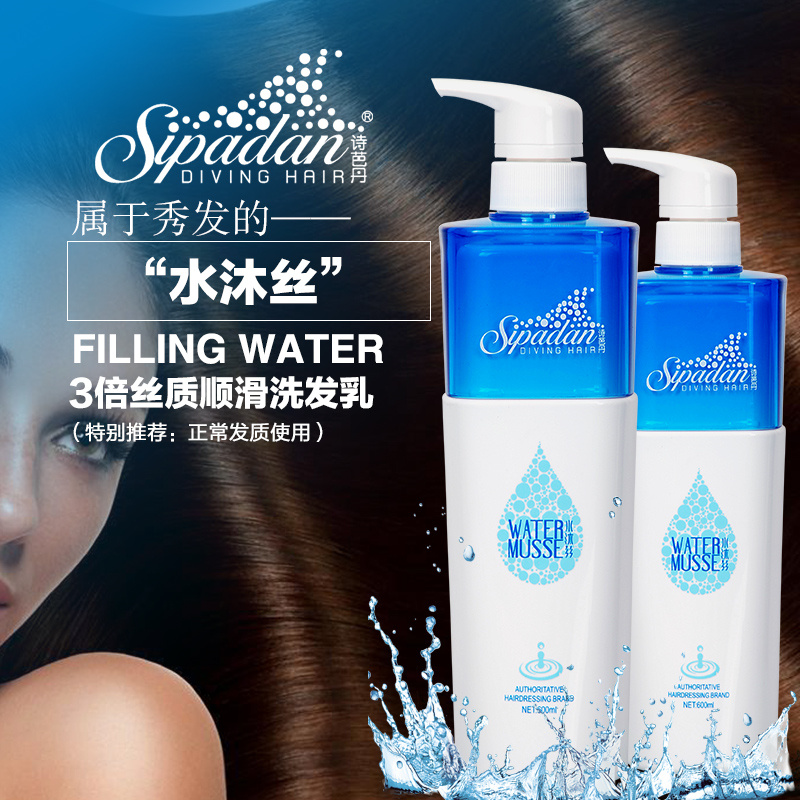 Sipadan®
诗芭丹
DIVING HAIR
属于秀发的——
“水沐丝”
FILLING WATER
3倍丝质顺滑洗发乳
(特别推荐：正常发质使用)
Sipadan
诗芭丹
DIVING HAIR
WATER
MUSSE
水沐丝
AUTHORITATIVE
HAIRDRESSING BRAND
NET:600ml
Sipadan
诗芭丹
DIVING HAIR
WATER
MUSSE
水沐丝
AUTHORITATIVE
HAIRDRESSING BRAND
NET:600ml